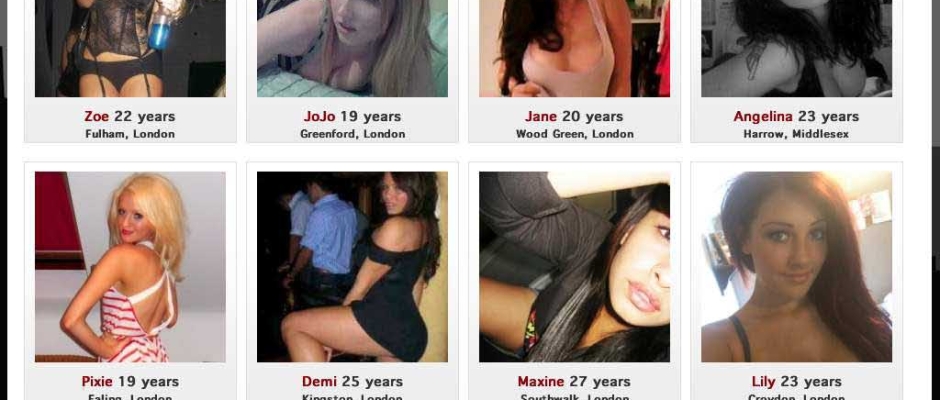 Zoe 22 years
Fulham, London
JoJo 19 years
Greenford, London
Jane 20 years
Wood Green, London
Angelina 23 years
Harrow, Middlesex
Pixie 19 years
Ealing, London
Demi 25 years
Kingston, London
Maxine 27 years
Southwalk, London
Lily 23 years
Croydon, London